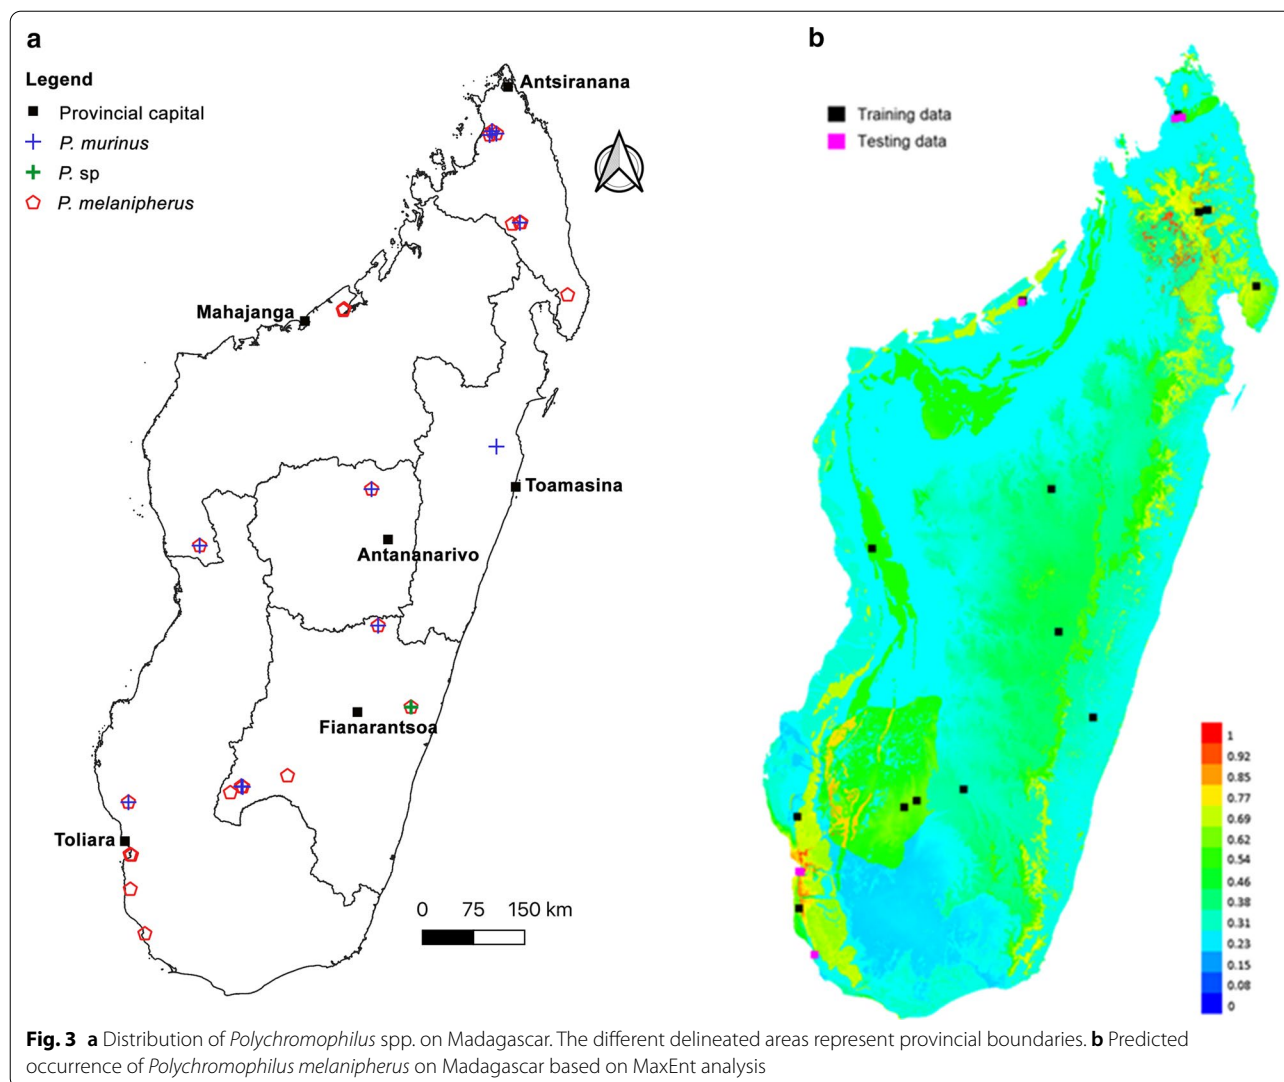 a
Legend
Provincial capital
P. murinus
P. sp
P. melanipherus
Antsiranana
Mahajanga
Toamasina
Antananarivo
Fianarantsoa
Toliara
0 75 150 km
b
Training data
Testing data
1
0.92
0.85
0.77
0.69
0.62
0.54
0.46
0.38
0.31
0.23
0.15
0.08
0
Fig. 3 a Distribution of Polychromophilus spp. on Madagascar. The different delineated areas represent provincial boundaries. b Predicted
occurrence of Polychromophilus melanipherus on Madagascar based on MaxEnt analysis